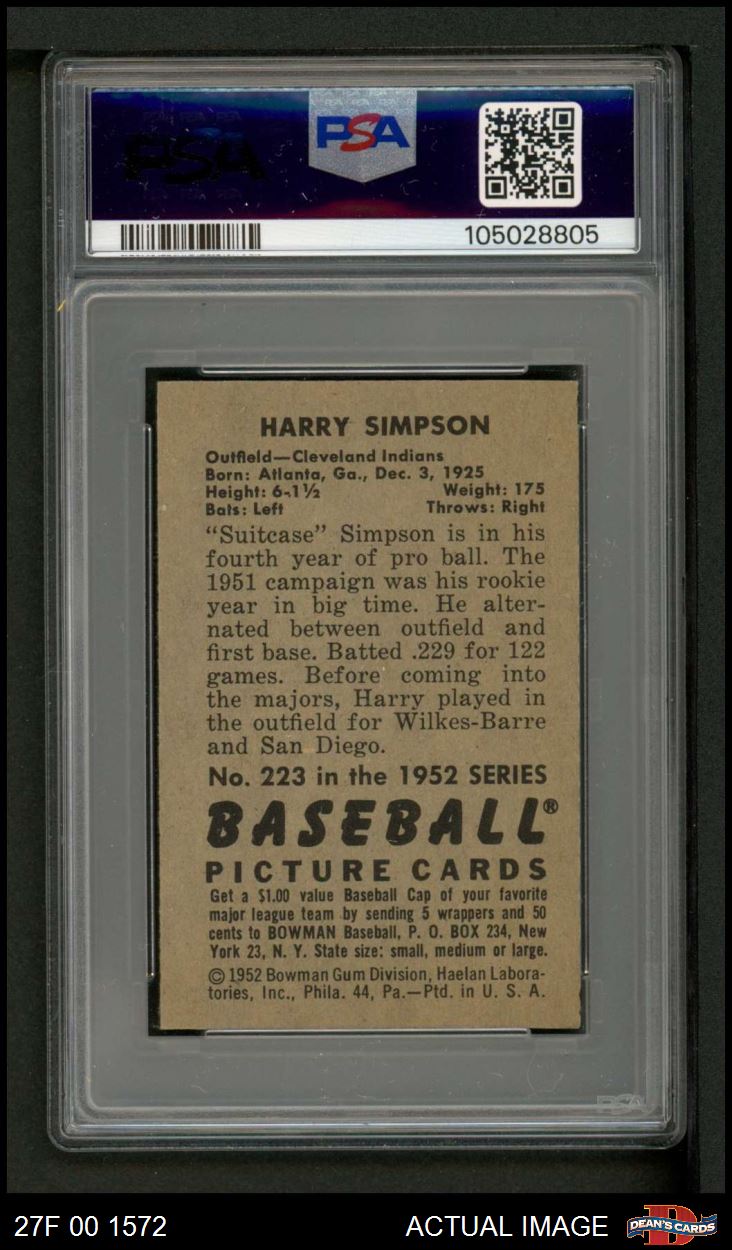 PSA
PSA
105028805
HARRY SIMPSON
Outfield—Cleveland Indians
Born: Atlanta, Ga., Dec. 3, 1925
Height: 6-1½ Weight: 175
Bats: Left Throws: Right
"Suitcase" Simpson is in his
fourth year of pro ball. The
1951 campaign was his rookie
year in big time. He alter-
nated between outfield and
first base. Batted .229 for 122
games. Before coming into
the majors, Harry played in
the outfield for Wilkes-Barre
and San Diego.
No. 223 in the 1952 SERIES
BASEBALL®
PICTURE CARDS
Get a $1.00 value Baseball Cap of your favorite
major league team by sending 5 wrappers and 50
cents to BOWMAN Baseball, P. O. BOX 234, New
York 23, N. Y. State size: small, medium or large.
© 1952 Bowman Gum Division, Haelan Labora-
tories, Inc., Phila. 44, Pa.—Ptd. in U. S. A.
PSA
27F 00 1572 ACTUAL IMAGE DEAN'S CARDS